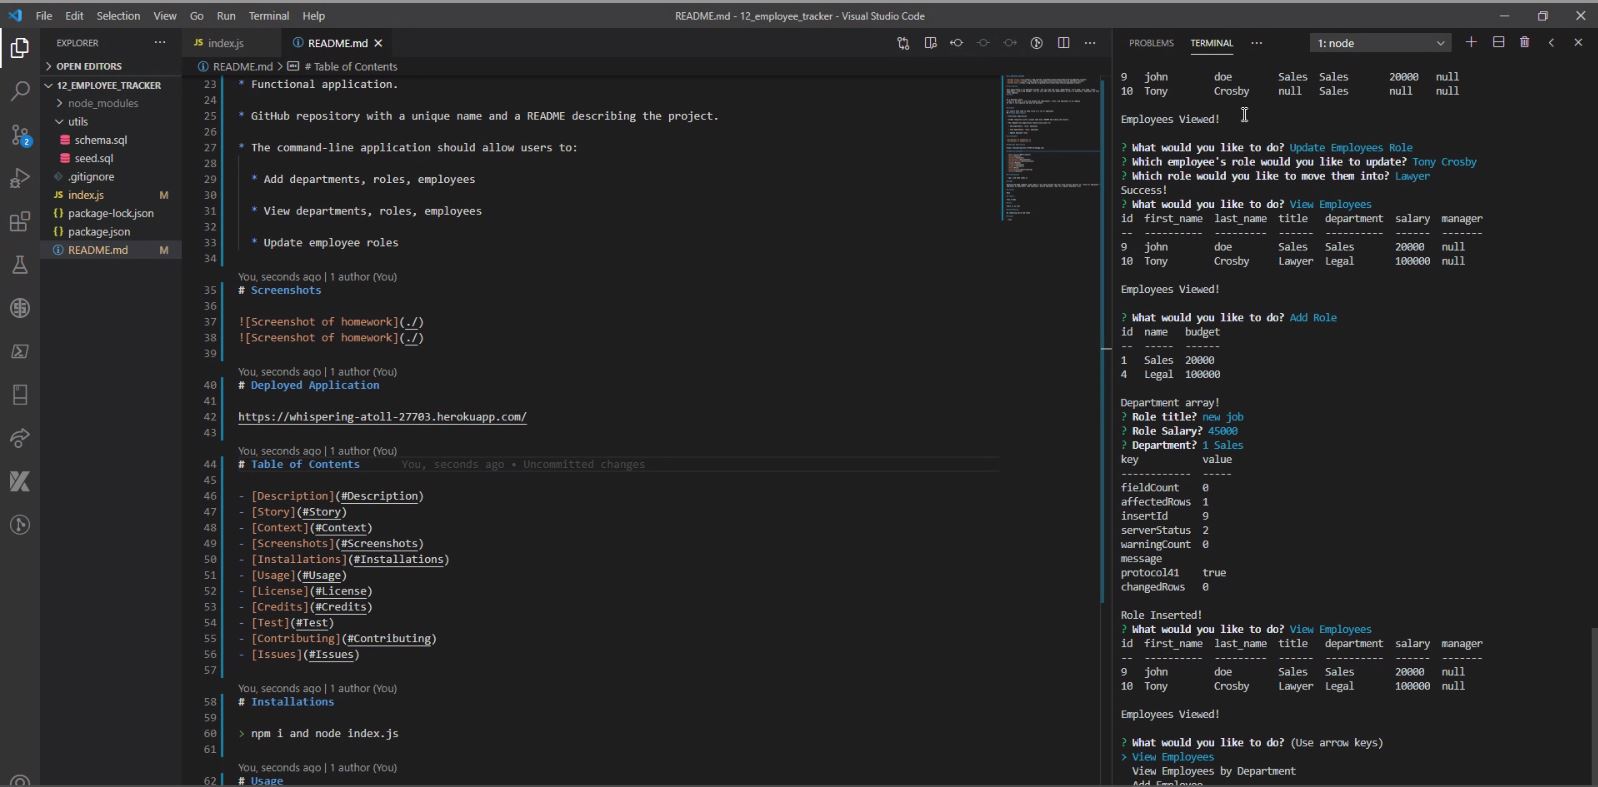 File Edit Selection View Go Run Terminal Help
README.md - 12_employee_tracker - Visual Studio Code
EXPLORER
OPEN EDITORS
12_EMPLOYEE_TRACKER
node_modules
utils
schema.sql
seed.sql
.gitignore
JS index.js M
{} package-lock.json
{} package.json
README.md M
2
JS index.js
README.md
README.md > # Table of Contents
23 * Functional application.
24
25 * GitHub repository with a unique name and a README describing the project.
26
27 * The command-line application should allow users to:
28
29 * Add departments, roles, employees
30
31 * View departments, roles, employees
32
33 * Update employee roles
34
You, seconds ago | 1 author (You)
35 # Screenshots
36
37 ![Screenshot of homework](./)
38 ![Screenshot of homework](./)
39
You, seconds ago | 1 author (You)
40 # Deployed Application
41
42 https://whispering-atoll-27703.herokuapp.com/
43
You, seconds ago | 1 author (You)
44 # Table of Contents You, seconds ago • Uncommitted changes
45
46 - [Description](#Description)
47 - [Story](#Story)
48 - [Context](#Context)
49 - [Screenshots](#Screenshots)
50 - [Installations](#Installations)
51 - [Usage](#Usage)
52 - [License](#License)
53 - [Credits](#Credits)
54 - [Test](#Test)
55 - [Contributing](#Contributing)
56 - [Issues](#Issues)
57
You, seconds ago | 1 author (You)
58 # Installations
59
60 > npm i and node index.js
61
You, seconds ago | 1 author (You)
62 # Usage
PROBLEMS TERMINAL ··· 1: node
9 john doe Sales Sales 20000 null
10 Tony Crosby null Sales null null
Employees Viewed!
? What would you like to do? Update Employees Role
? Which employee's role would you like to update? Tony Crosby
? Which role would you like to move them into? Lawyer
Success!
? What would you like to do? View Employees
id first_name last_name title department salary manager
-- ---------- --------- ------ ---------- ------ -------
9 john doe Sales Sales 20000 null
10 Tony Crosby Lawyer Legal 100000 null
Employees Viewed!
? What would you like to do? Add Role
id name budget
-- ----- ------
1 Sales 20000
4 Legal 100000
Department array!
? Role title? new job
? Role Salary? 45000
? Department? 1 Sales
key value
------------ -----
fieldCount 0
affectedRows 1
insertId 9
serverStatus 2
warningCount 0
message
protocol41 true
changedRows 0
Role Inserted!
? What would you like to do? View Employees
id first_name last_name title department salary manager
-- ---------- --------- ------ ---------- ------ -------
9 john doe Sales Sales 20000 null
10 Tony Crosby Lawyer Legal 100000 null
Employees Viewed!
? What would you like to do? (Use arrow keys)
> View Employees
View Employees by Department
Add Employee